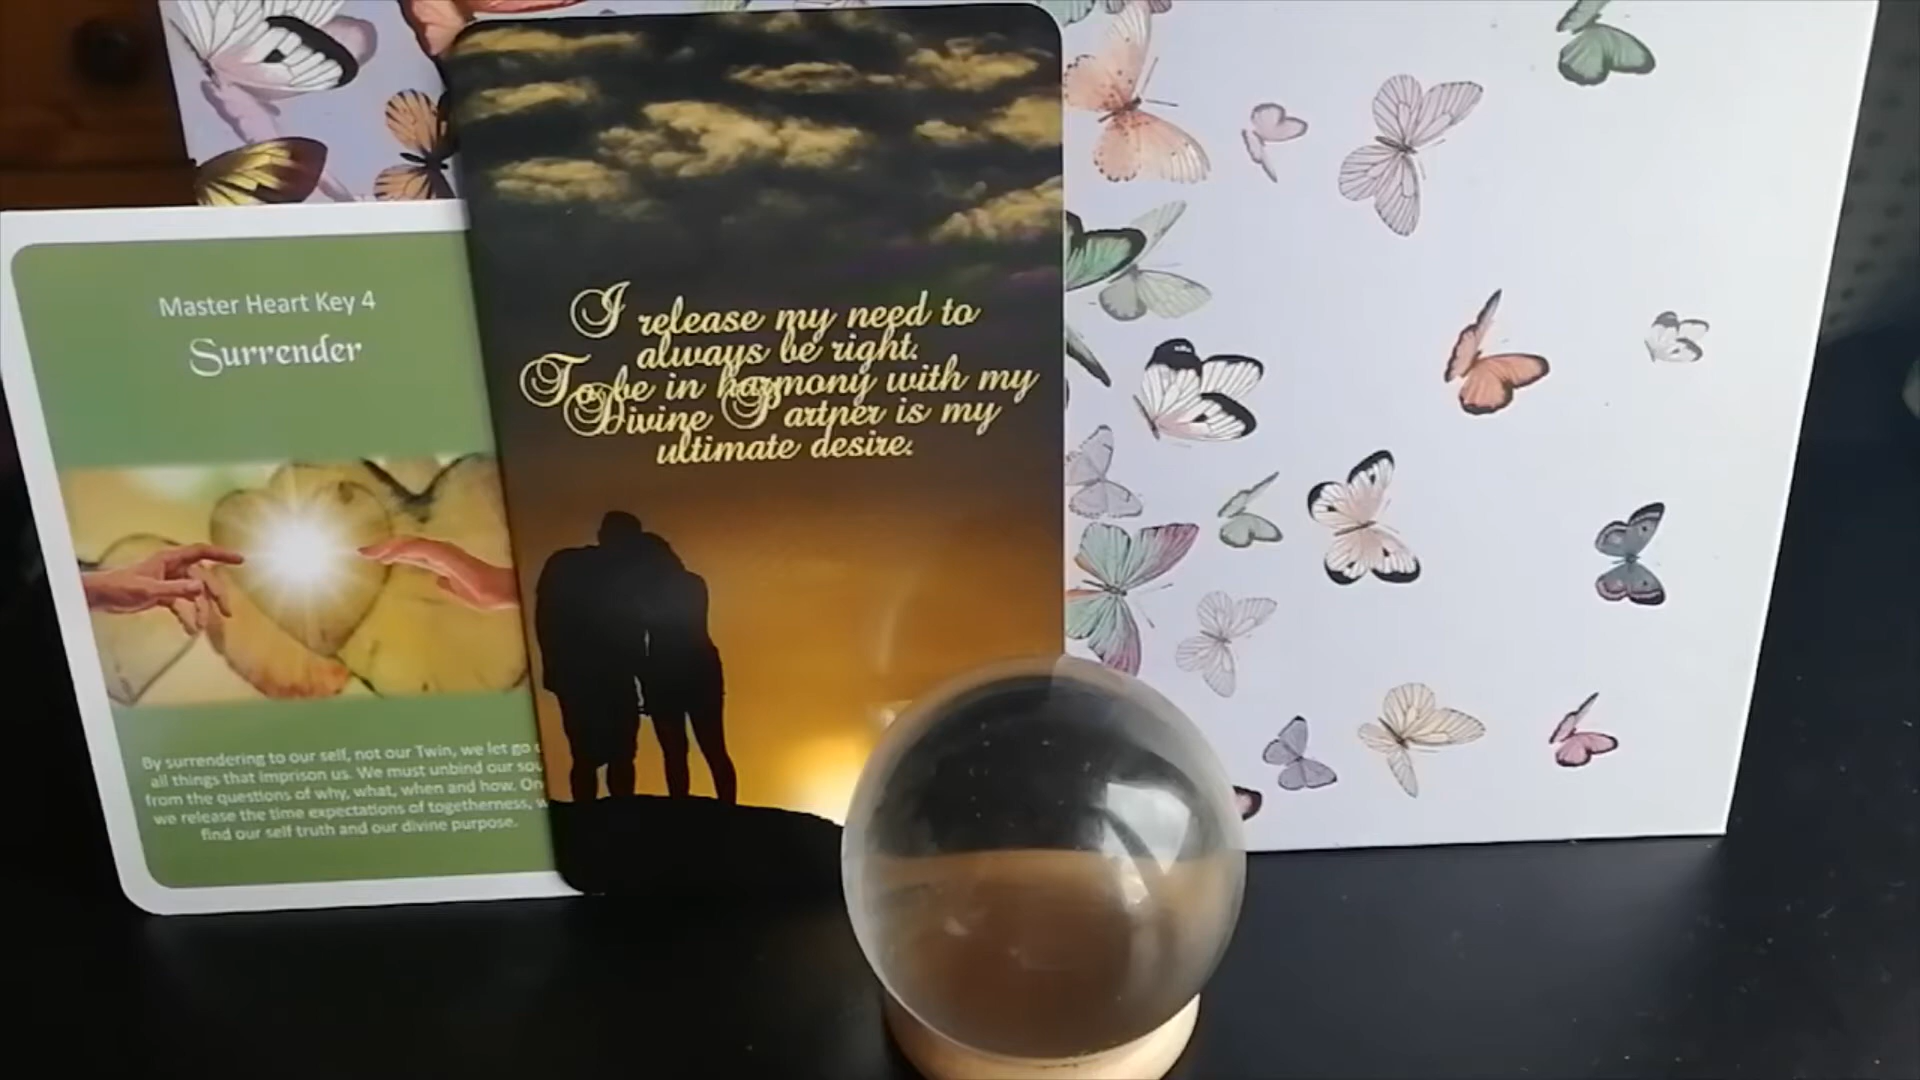 Master Heart Key 4
Surrender
By surrendering to our self, not our Twin, we let go
all things that imprison us. We must unbind our
from the questions of why, what, when and how.
we release the time expectations of togetherness,
find our self truth and our divine purpose.
I release my need to
always be right.
To be in harmony with my
Divine Partner is my
ultimate desire.